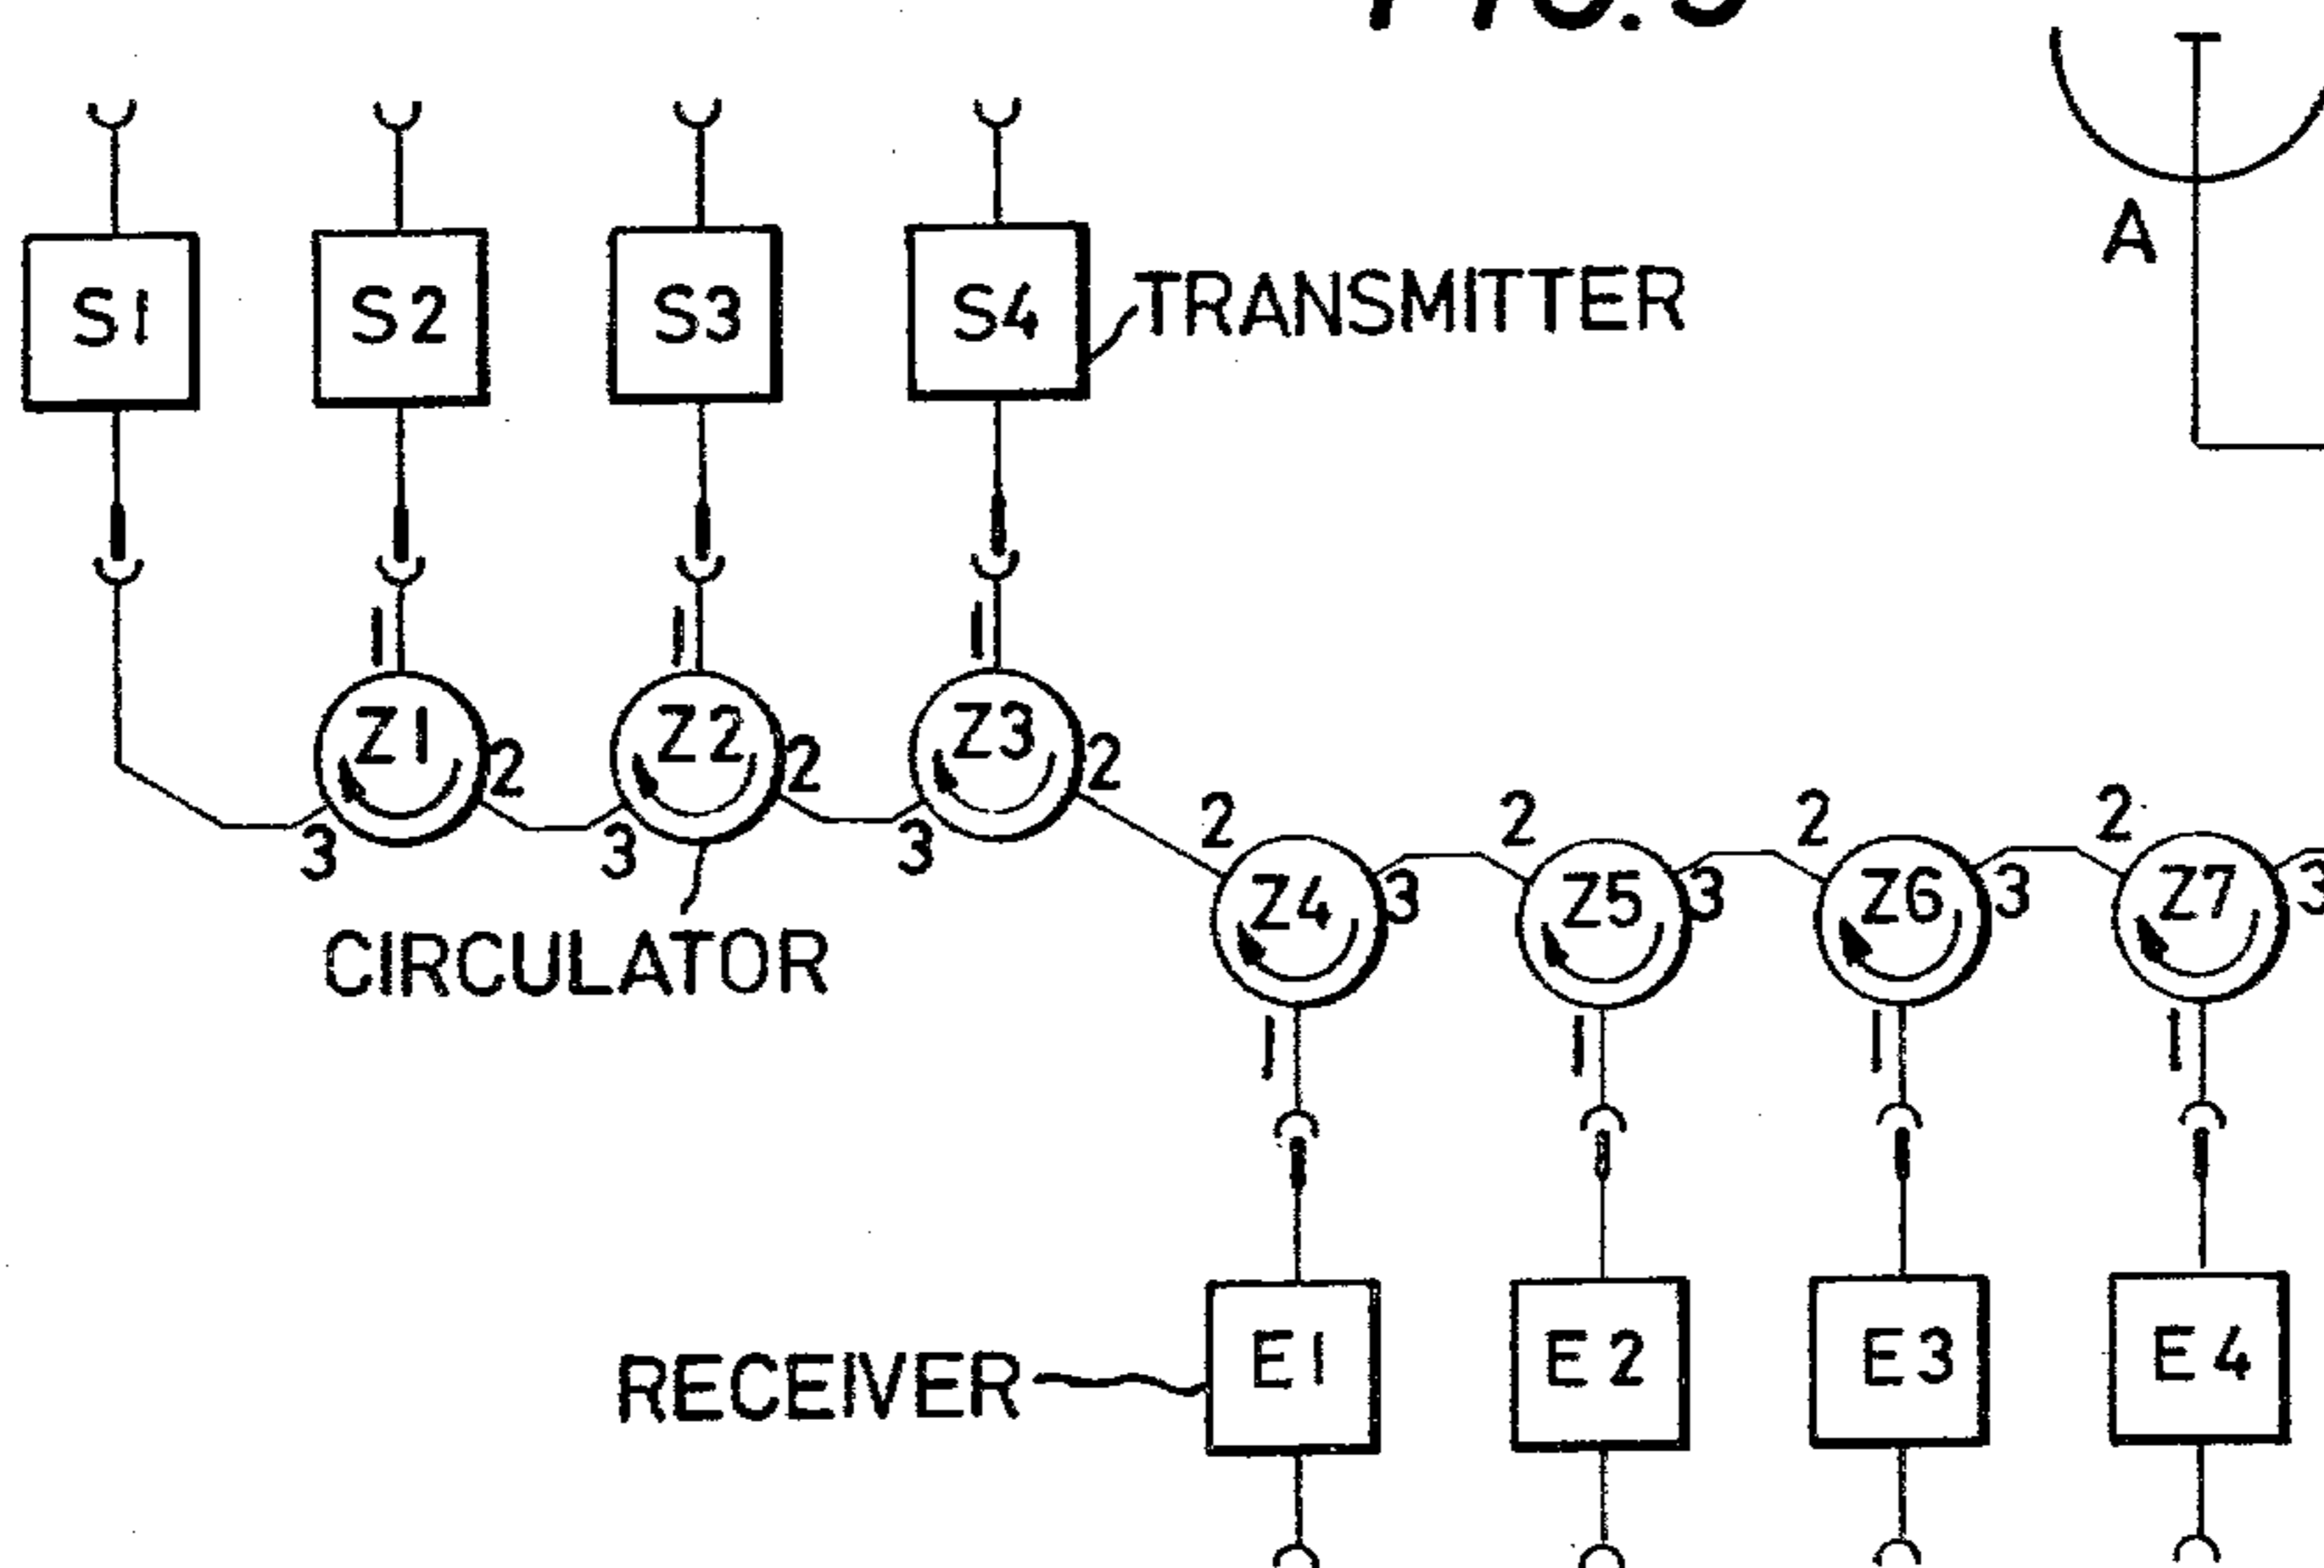 S1 S2 S3 S4 TRANSMITTER
A
1 1 1
Z1 2 Z2 2 Z3 2
3 3 3
2 2 2 2
Z4 3 Z5 3 Z6 3 Z7 3
CIRCULATOR
1 1 1 1
RECEIVER E1 E2 E3 E4